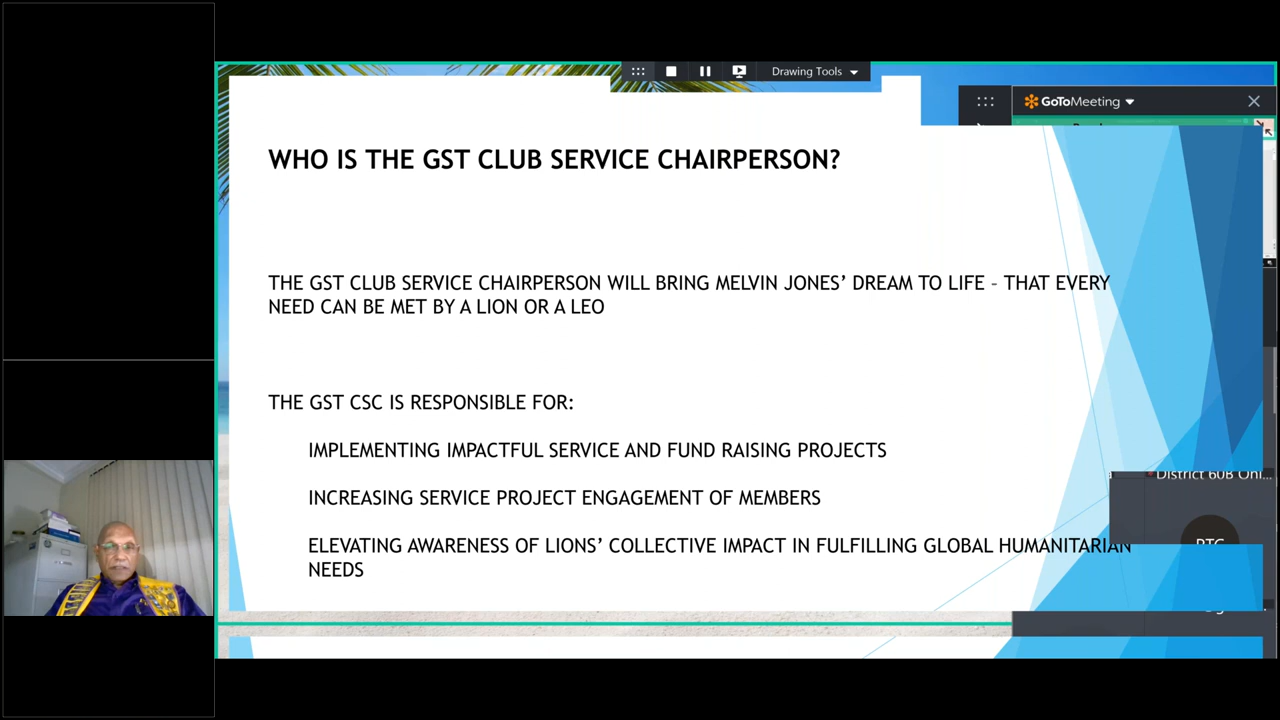 Drawing Tools
GoToMeeting
WHO IS THE GST CLUB SERVICE CHAIRPERSON?
THE GST CLUB SERVICE CHAIRPERSON WILL BRING MELVIN JONES’ DREAM TO LIFE – THAT EVERY
NEED CAN BE MET BY A LION OR A LEO
THE GST CSC IS RESPONSIBLE FOR:
IMPLEMENTING IMPACTFUL SERVICE AND FUND RAISING PROJECTS
INCREASING SERVICE PROJECT ENGAGEMENT OF MEMBERS
District 60B Onl...
ELEVATING AWARENESS OF LIONS’ COLLECTIVE IMPACT IN FULFILLING GLOBAL HUMANITARIAN
NEEDS